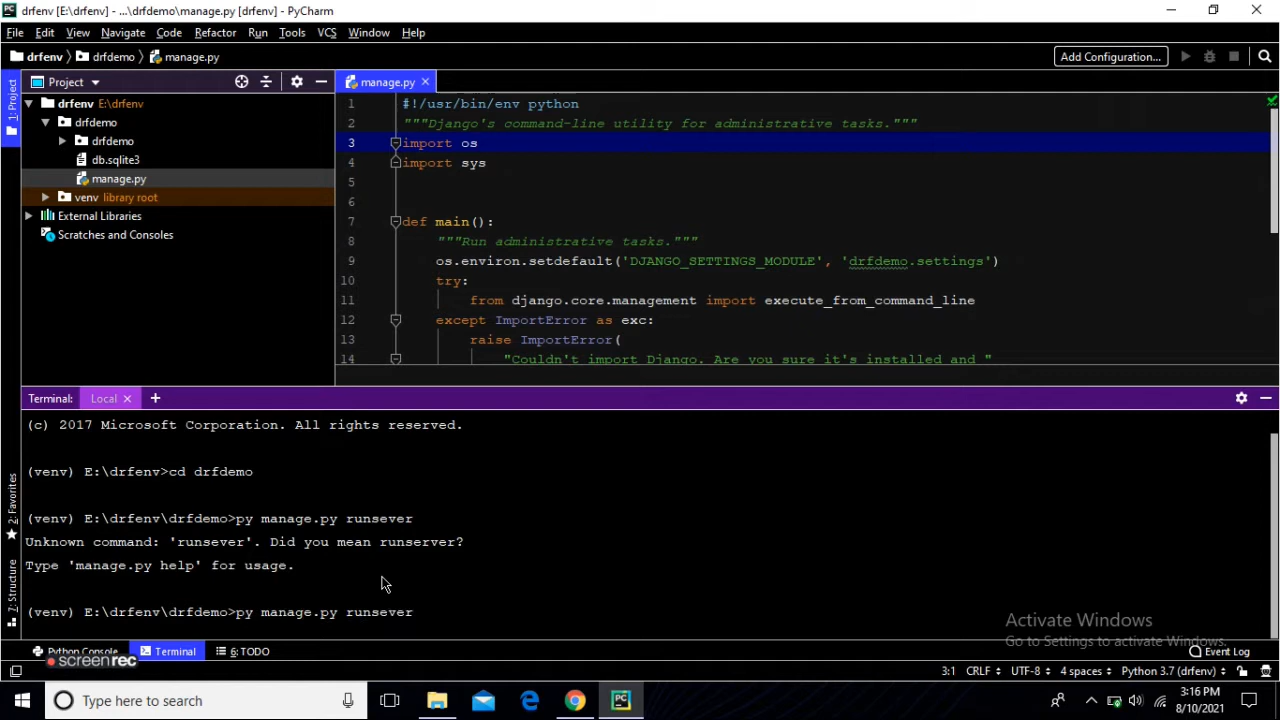 drfenv [E:\drfenv] - ...\drfdemo\manage.py [drfenv] - PyCharm
File Edit View Navigate Code Refactor Run Tools VCS Window Help
drfenv drfdemo manage.py Add Configuration...
1: Project
Project
manage.py
drfenv E:\drfenv
drfdemo
drfdemo
db.sqlite3
manage.py
venv library root
External Libraries
Scratches and Consoles
1 #!/usr/bin/env python
2 """Django's command-line utility for administrative tasks."""
3 import os
4 import sys
5
6
7 def main():
8 """Run administrative tasks."""
9 os.environ.setdefault('DJANGO_SETTINGS_MODULE', 'drfdemo.settings')
10 try:
11 from django.core.management import execute_from_command_line
12 except ImportError as exc:
13 raise ImportError(
14 "Couldn't import Django. Are you sure it's installed and "
Terminal: Local +
(c) 2017 Microsoft Corporation. All rights reserved.
(venv) E:\drfenv>cd drfdemo
(venv) E:\drfenv\drfdemo>py manage.py runsever
Unknown command: 'runsever'. Did you mean runserver?
Type 'manage.py help' for usage.
(venv) E:\drfenv\drfdemo>py manage.py runsever
2: Favorites
7: Structure
Activate Windows
Go to Settings to activate Windows.
Python Console Terminal 6: TODO Event Log
screenrec
3:1 CRLF UTF-8 4 spaces Python 3.7 (drfenv)
Type here to search
3:16 PM
8/10/2021